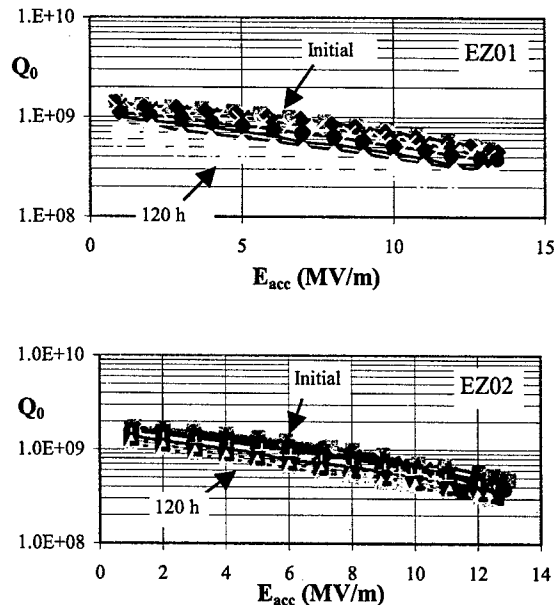 1.E+10
Initial
EZ01
Q0
1.E+09
120 h
1.E+08
0 5 10 15
Eacc (MV/m)
1.0E+10
Initial
EZ02
Q0
1.0E+09
120 h
1.0E+08
0 2 4 6 8 10 12 14
Eacc (MV/m)